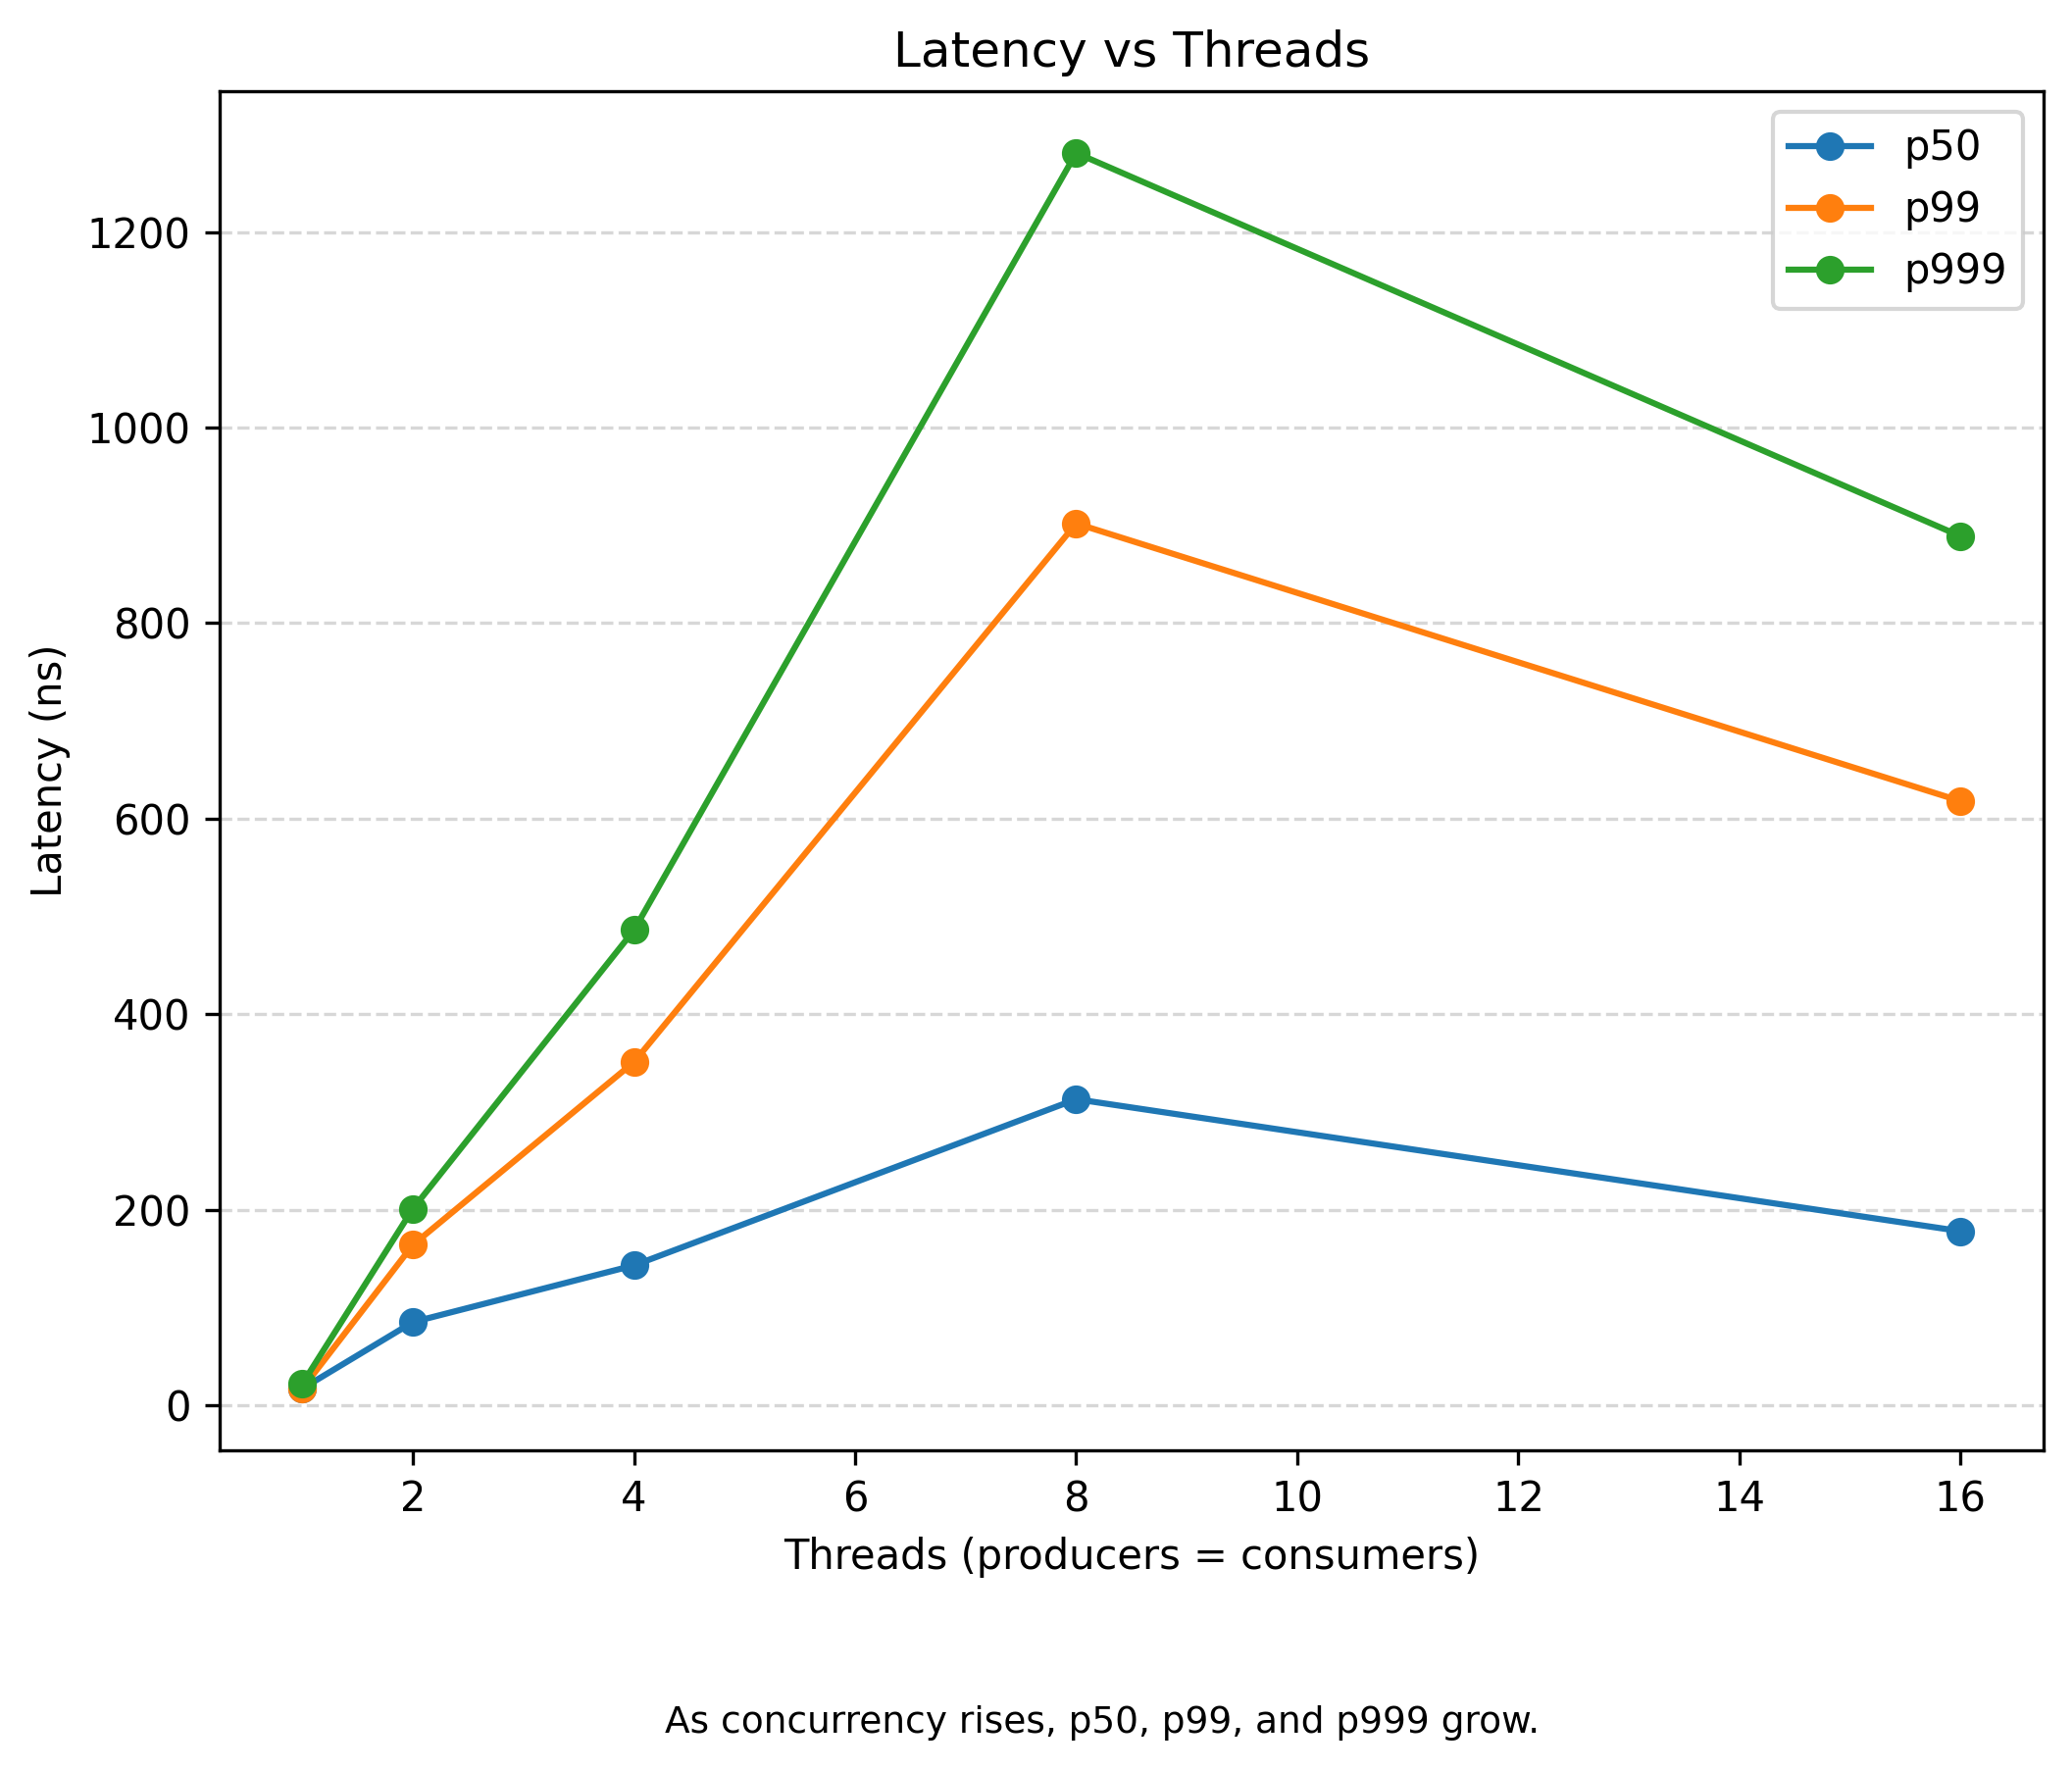 Latency vs Threads
p50
p99
p999
1200
1000
800
600
400
200
0
Latency (ns)
2 4 6 8 10 12 14 16
Threads (producers = consumers)
As concurrency rises, p50, p99, and p999 grow.